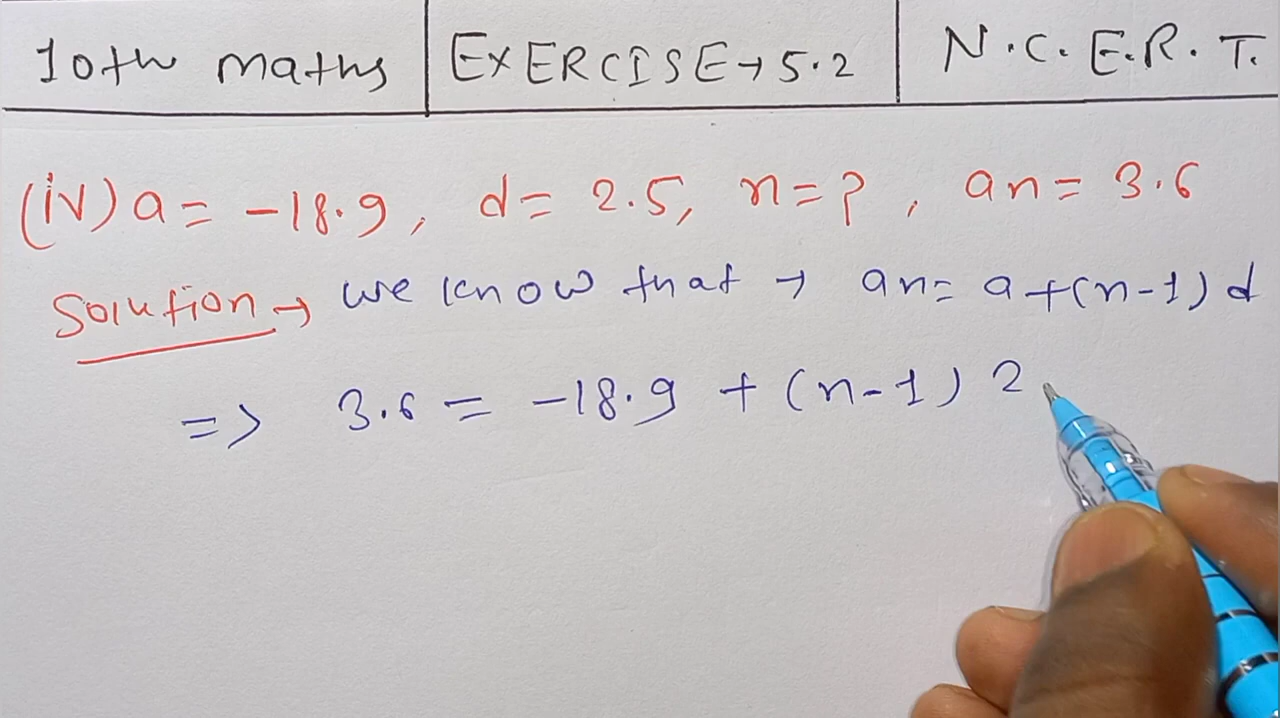 10th maths EXERCISE→5.2 N.C.E.R.T.
(iv) a = -18.9, d = 2.5, n = ?, an = 3.6
Solution → we know that → an = a+(n-1)d
=> 3.6 = -18.9 + (n-1) 2